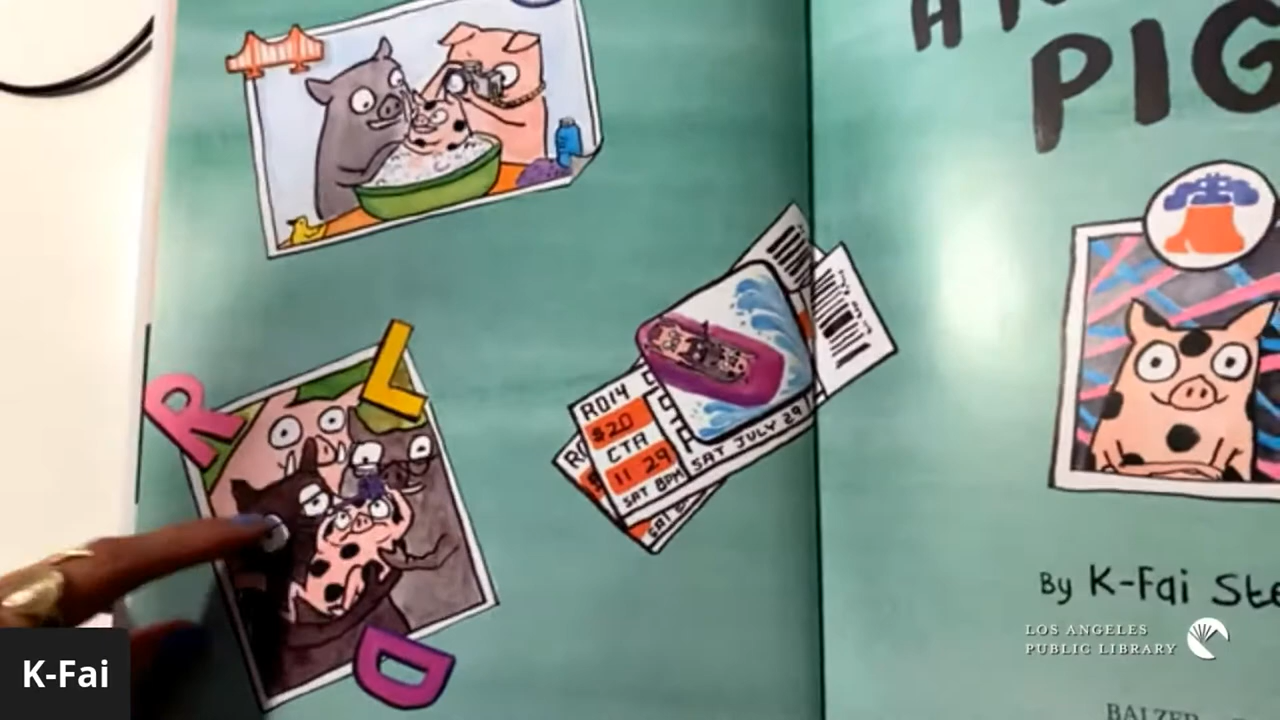 PIG
L
R
RD14
$20
CTA
11 29
SAT 8PM
SAT JULY 29
D
By K-Fai Ste
LOS ANGELES
PUBLIC LIBRARY
K-Fai
BALZER